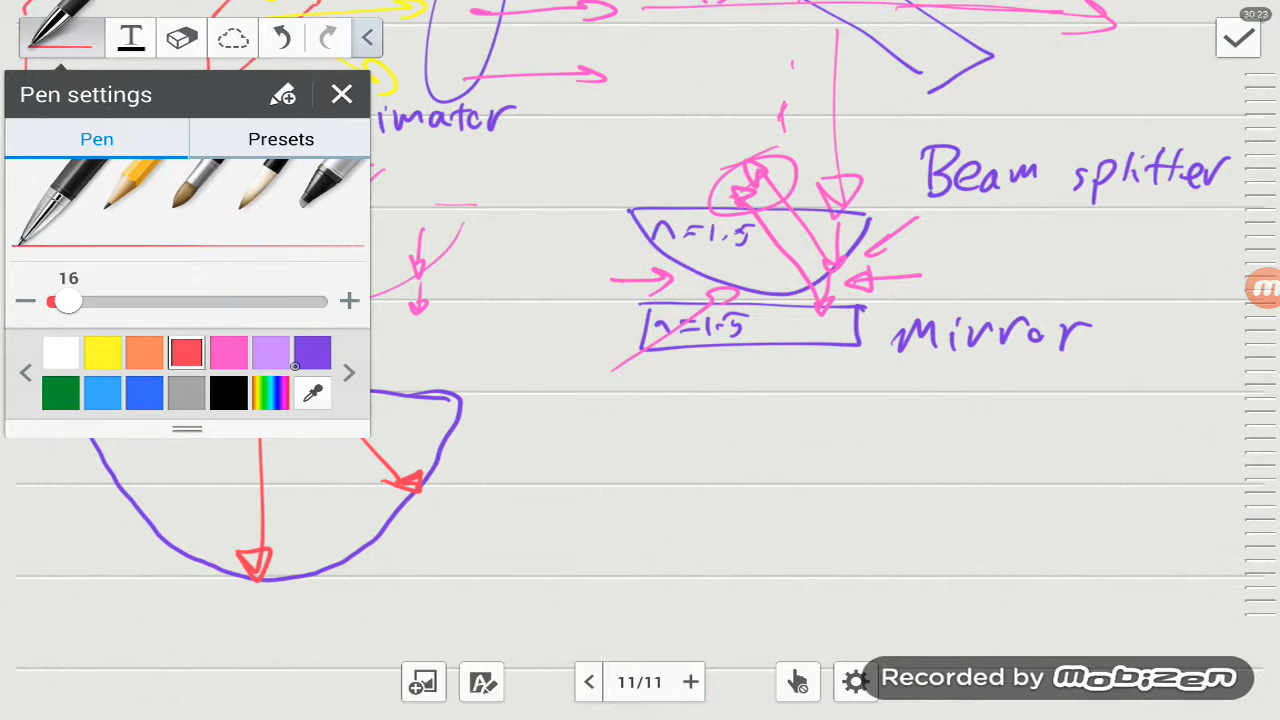 30:23
T
Pen settings
imator
Pen
Presets
Beam splitter
n=1.5
16
n=1.5
Mirror
11/11
Recorded by mobizen